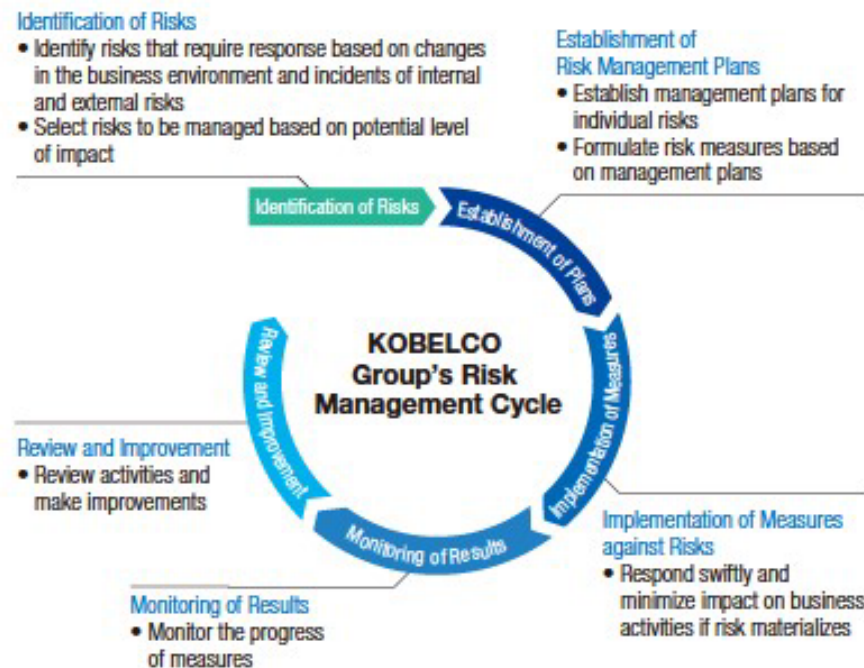 Identification of Risks
• Identify risks that require response based on changes
in the business environment and incidents of internal
and external risks
• Select risks to be managed based on potential level
of impact
Establishment of
Risk Management Plans
• Establish management plans for
individual risks
• Formulate risk measures based
on management plans
Identification of Risks
Establishment of Plans
Implementation of Measures
Monitoring of Results
Review and Improvement
KOBELCO
Group's Risk
Management Cycle
Review and Improvement
• Review activities and
make improvements
Implementation of Measures
against Risks
• Respond swiftly and
minimize impact on business
activities if risk materializes
Monitoring of Results
• Monitor the progress
of measures